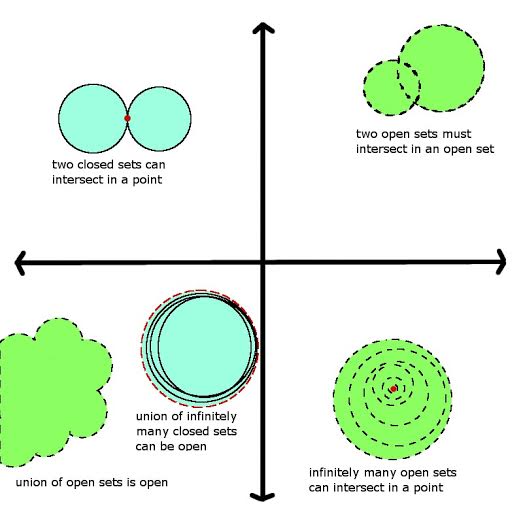 two closed sets can
intersect in a point
two open sets must
intersect in an open set
union of infinitely
many closed sets
can be open
union of open sets is open
infinitely many open sets
can intersect in a point